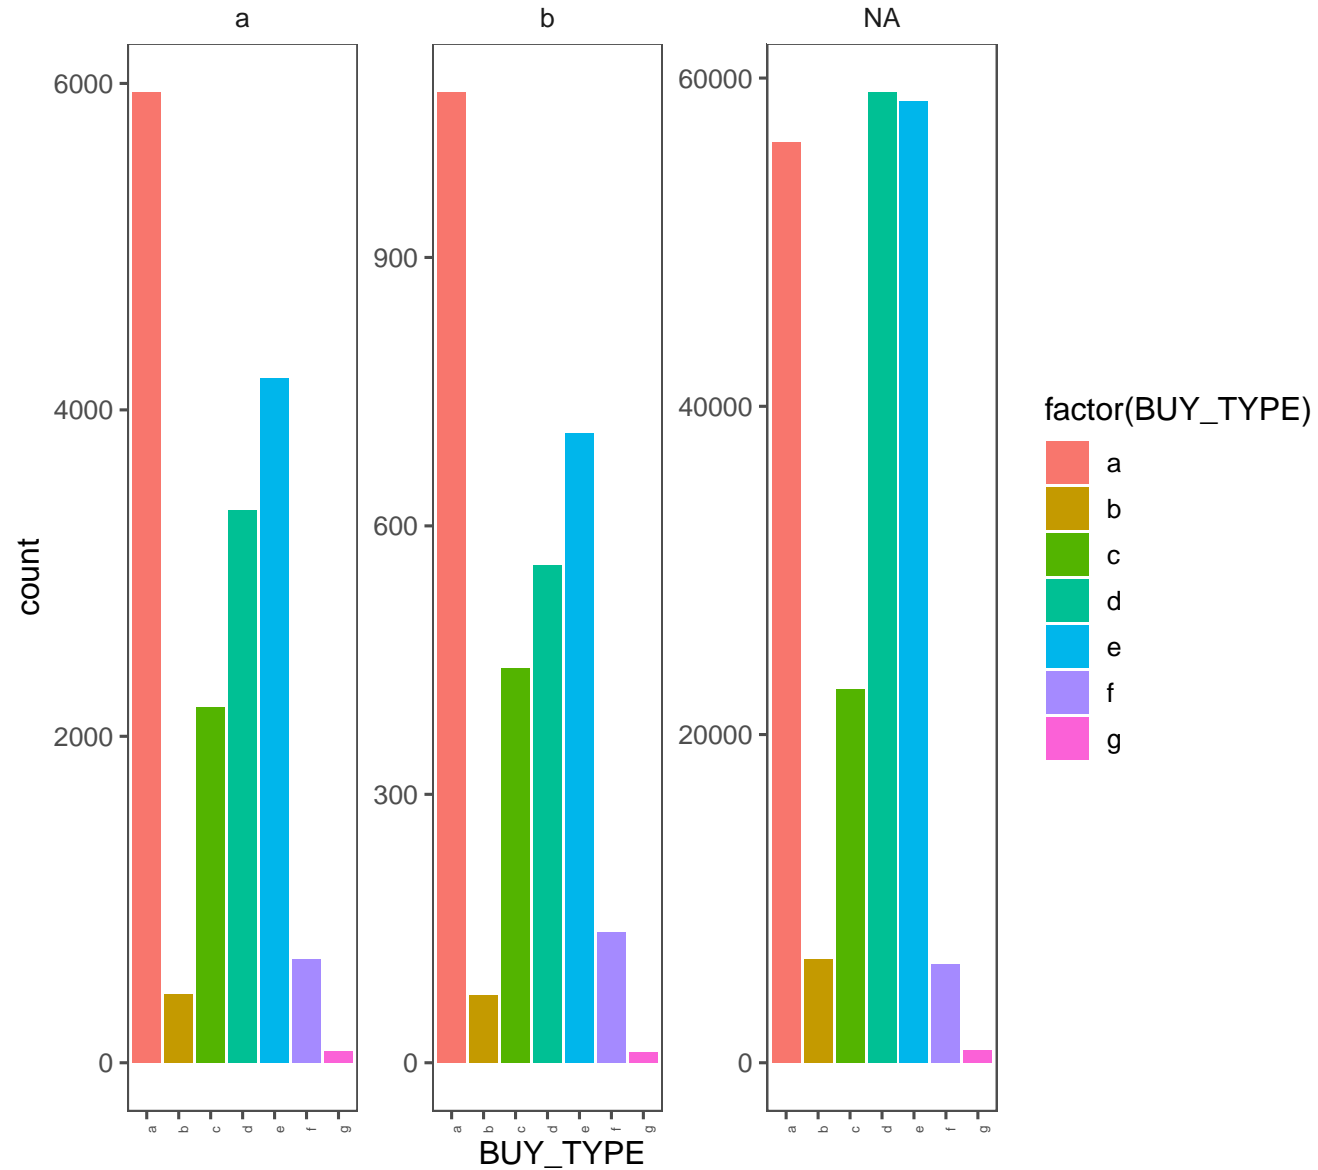 a b NA
6000
4000
2000
0
900
600
300
0
60000
40000
20000
0
count
a b c d e f g
a b c d e f g
a b c d e f g
BUY_TYPE
factor(BUY_TYPE)
a
b
c
d
e
f
g